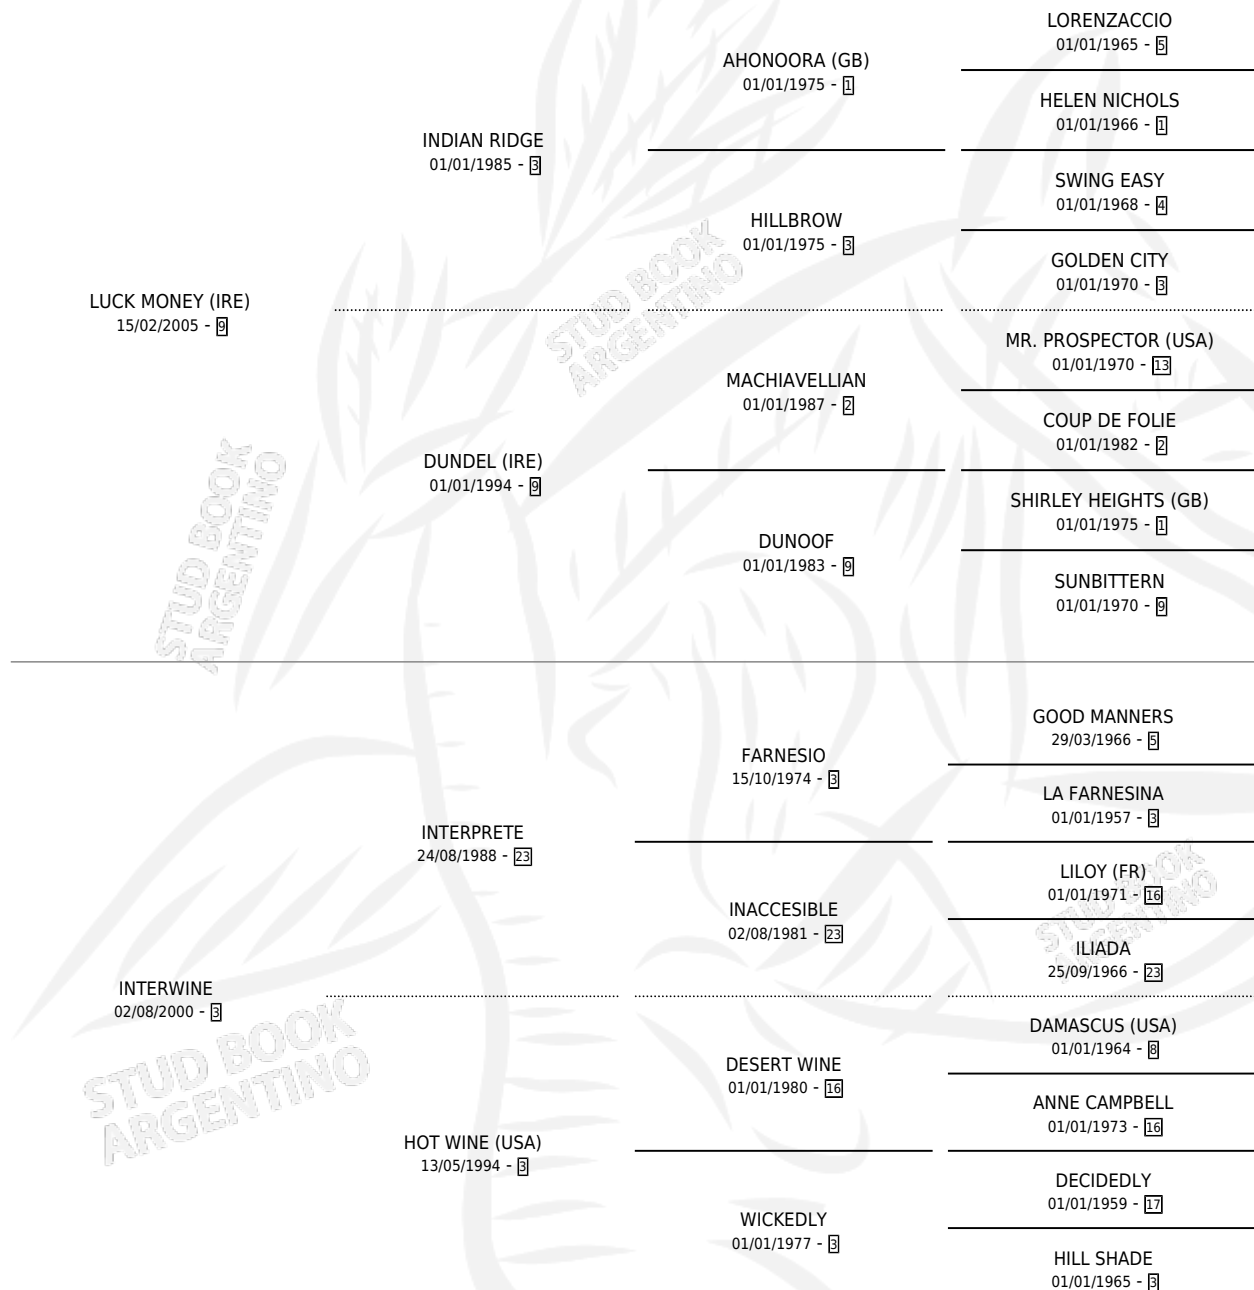 LORENZACCIO
01/01/1965 - 5
AHONOORA (GB)
01/01/1975 - 1
HELEN NICHOLS
01/01/1966 - 1
INDIAN RIDGE
01/01/1985 - 3
SWING EASY
01/01/1968 - 4
HILLBROW
01/01/1975 - 3
GOLDEN CITY
01/01/1970 - 3
LUCK MONEY (IRE)
15/02/2005 - 9
STUD BOOK
ARGENTINO
MR. PROSPECTOR (USA)
01/01/1970 - 13
MACHIAVELLIAN
01/01/1987 - 2
COUP DE FOLIE
01/01/1982 - 2
DUNDEL (IRE)
01/01/1994 - 9
SHIRLEY HEIGHTS (GB)
01/01/1975 - 1
DUNOOF
01/01/1983 - 9
SUNBITTERN
01/01/1970 - 9
STUD BOOK
ARGENTINO
GOOD MANNERS
29/03/1966 - 5
FARNESIO
15/10/1974 - 3
LA FARNESINA
01/01/1957 - 3
INTERPRETE
24/08/1988 - 23
LILOY (FR)
01/01/1971 - 16
INACCESIBLE
02/08/1981 - 23
ILIADA
25/09/1966 - 23
STUD BOOK
ARGENTINO
INTERWINE
02/08/2000 - 3
DAMASCUS (USA)
01/01/1964 - 8
DESERT WINE
01/01/1980 - 16
ANNE CAMPBELL
01/01/1973 - 16
STUD BOOK
ARGENTINO
HOT WINE (USA)
13/05/1994 - 3
DECIDEDLY
01/01/1959 - 17
WICKEDLY
01/01/1977 - 3
HILL SHADE
01/01/1965 - 3